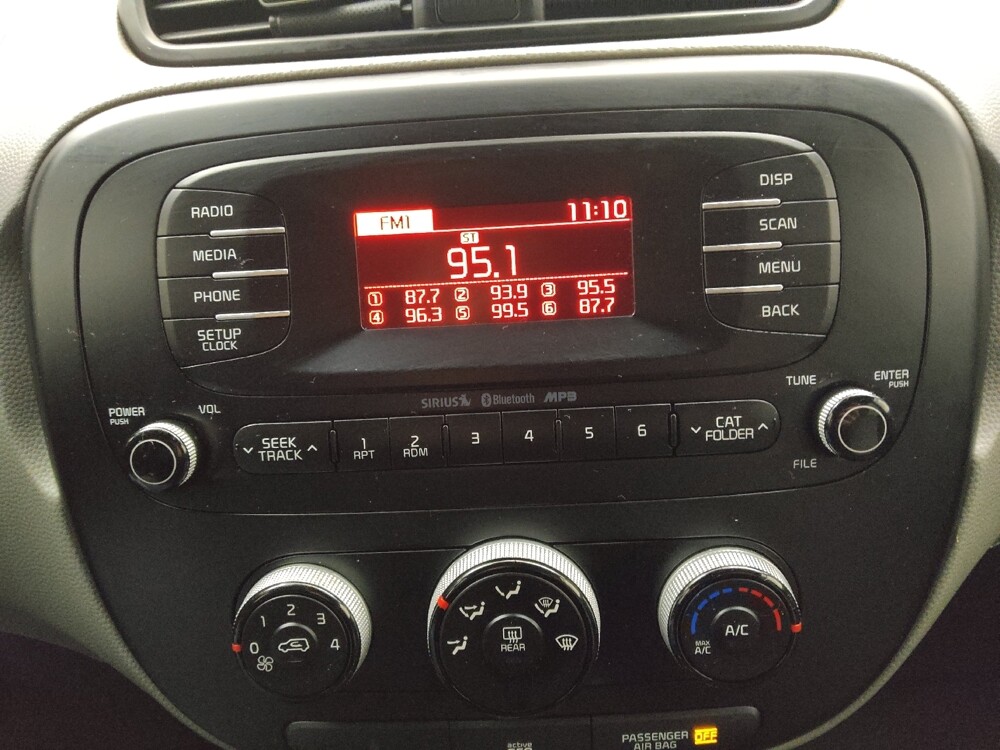 RADIO
MEDIA
PHONE
SETUP
CLOCK
FM1 11:10
ST
95.1
1 87.7 2 93.9 3 95.5
4 96.3 5 99.5 6 87.7
DISP
SCAN
MENU
BACK
SIRIUS Bluetooth MP3
POWER
PUSH
VOL
SEEK
TRACK
1
RPT
2
RDM
3
4
5
6
CAT
FOLDER
TUNE
ENTER
PUSH
FILE
0 1 2 3 4
REAR
A/C
MAX
A/C
active
PASSENGER
AIR BAG
OFF